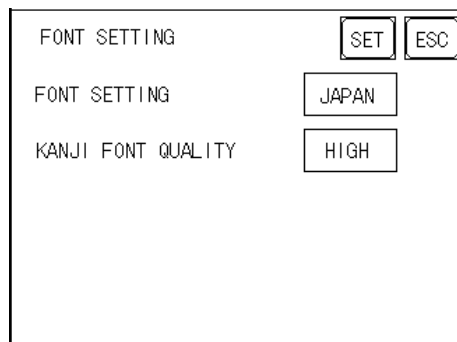 FONT SETTING SET ESC
FONT SETTING JAPAN
KANJI FONT QUALITY HIGH